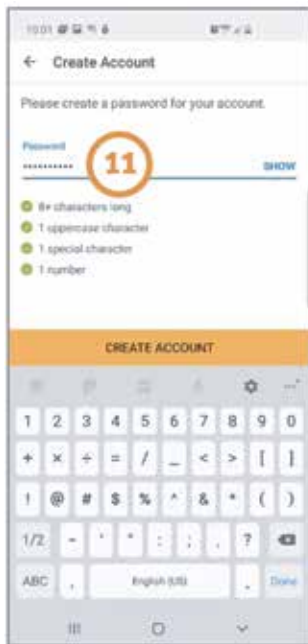 10:01
← Create Account
Please create a password for your account.
Password
•••••••••• SHOW
11
8+ characters long
1 uppercase character
1 special character
1 number
CREATE ACCOUNT
1 2 3 4 5 6 7 8 9 0
+ × ÷ = / _ < > [ ]
! @ # $ % ^ & * ( )
1/2 - ' " : ; , ?
ABC , English (US) . Done